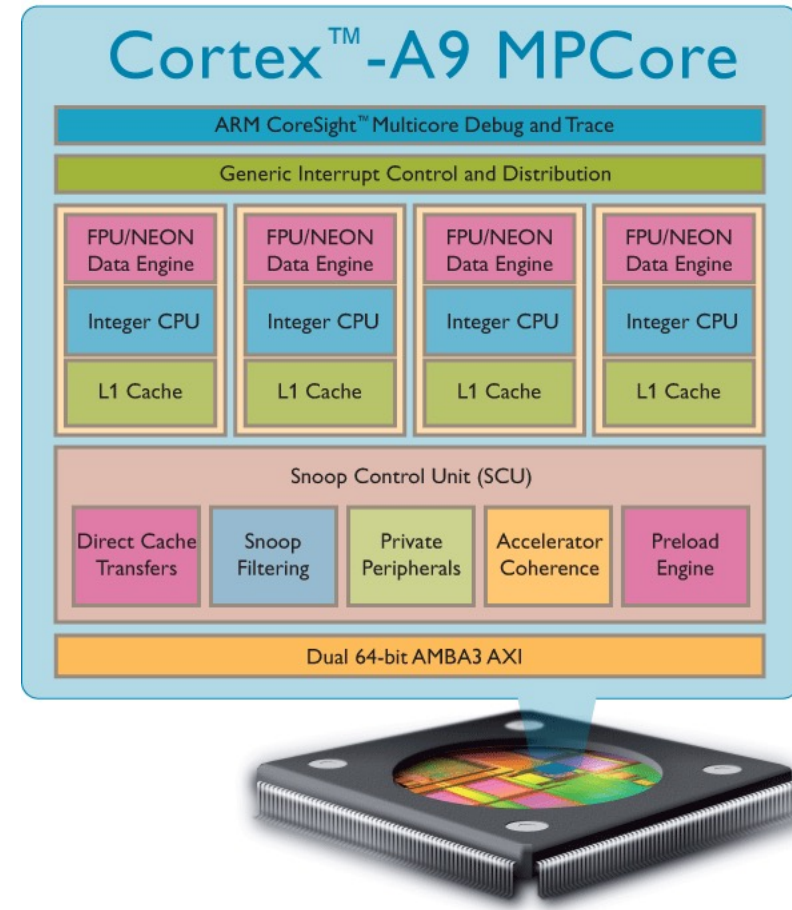 Cortex™-A9 MPCore
ARM CoreSight™ Multicore Debug and Trace
Generic Interrupt Control and Distribution
FPU/NEON
Data Engine
Integer CPU
L1 Cache
FPU/NEON
Data Engine
Integer CPU
L1 Cache
FPU/NEON
Data Engine
Integer CPU
L1 Cache
FPU/NEON
Data Engine
Integer CPU
L1 Cache
Snoop Control Unit (SCU)
Direct Cache
Transfers
Snoop
Filtering
Private
Peripherals
Accelerator
Coherence
Preload
Engine
Dual 64-bit AMBA3 AXI